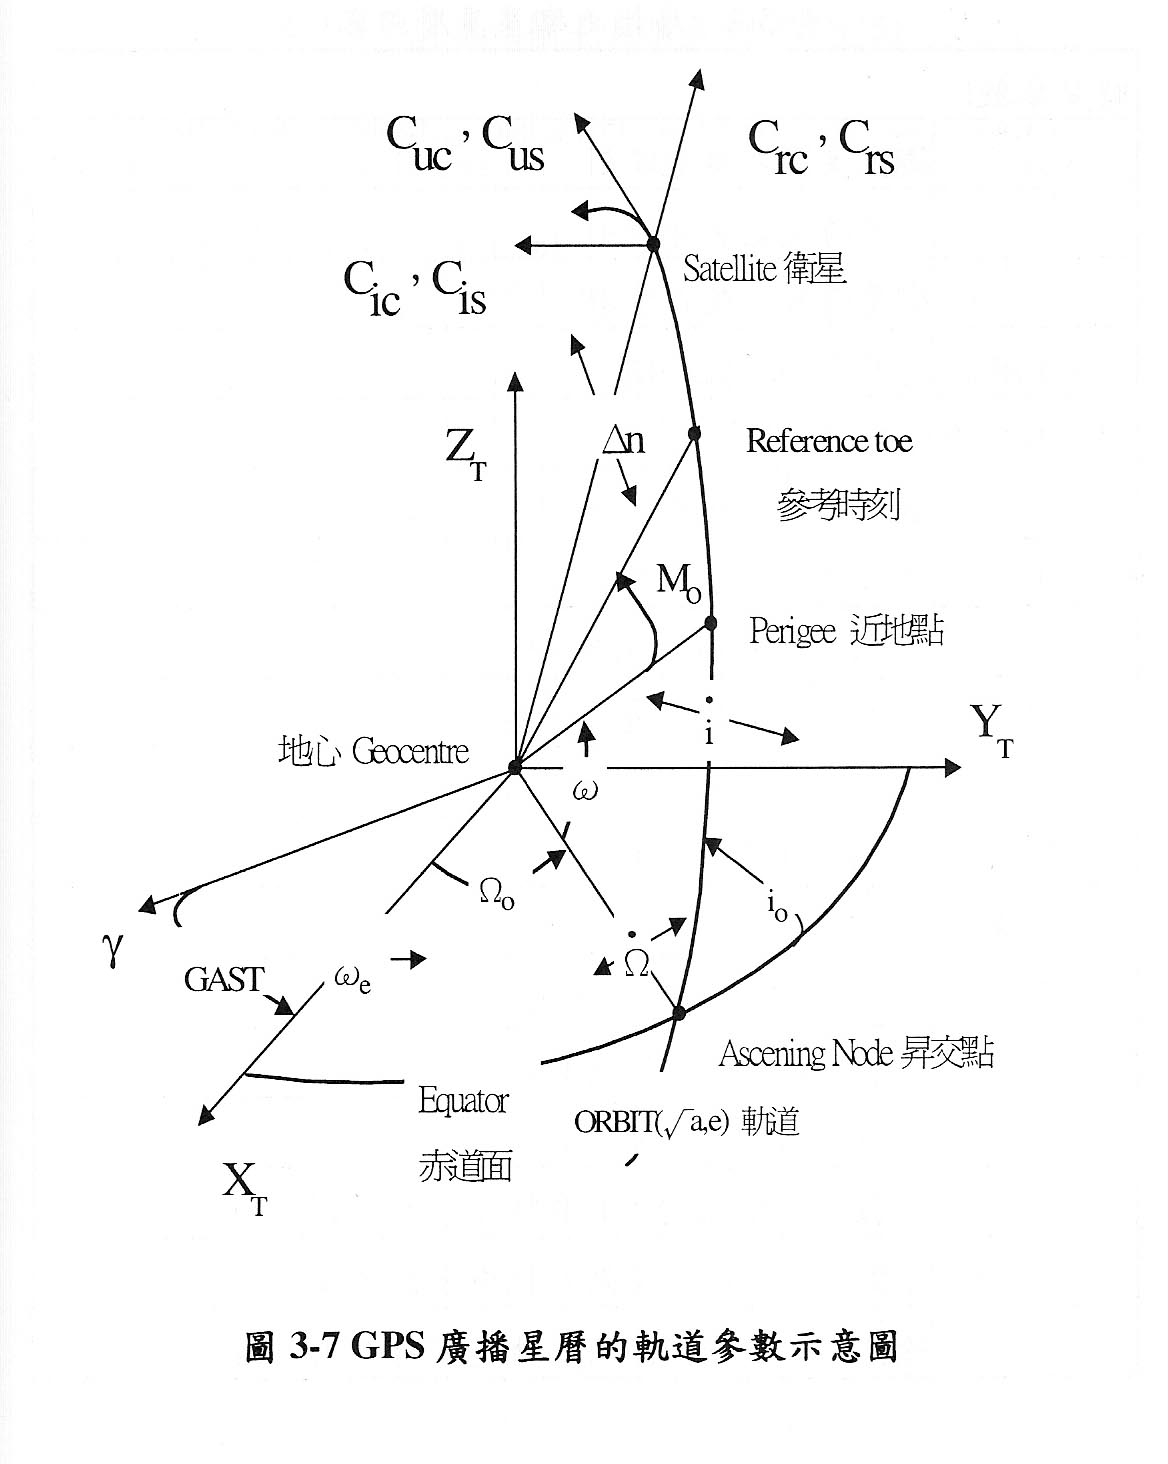 Cuc,Cus
Crc,Crs
Satellite 衛星
Cic,Cis
Δn
ZT
Reference toe
參考時刻
Mo
Perigee 近地點
i̇
YT
地心 Geocentre
ω
Ωo
io
γ
Ω̇
GAST
ωe
Ascening Node 昇交點
Equator
赤道面
ORBIT(√a,e) 軌道
XT
圖 3-7 GPS 廣播星曆的軌道參數示意圖